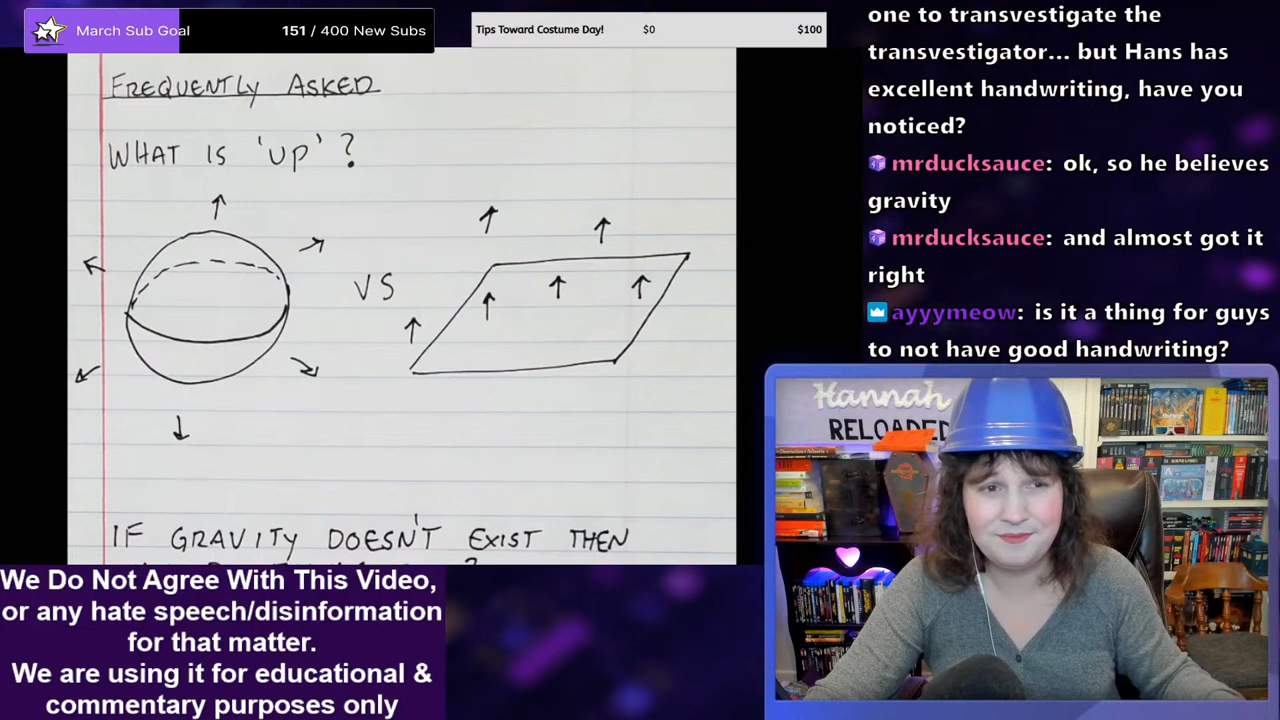 March Sub Goal 151 / 400 New Subs
Tips Toward Costume Day! $0 $100
FREQUENTLY ASKED
WHAT IS 'UP'?
VS
IF GRAVITY DOESN'T EXIST THEN
one to transvestigate the
transvestigator... but Hans has
excellent handwriting, have you
noticed?
mrducksauce: ok, so he believes
gravity
mrducksauce: and almost got it
right
ayyymeow: is it a thing for guys
to not have good handwriting?
Hannah
RELOADED
We Do Not Agree With This Video,
or any hate speech/disinformation
for that matter.
We are using it for educational &
commentary purposes only